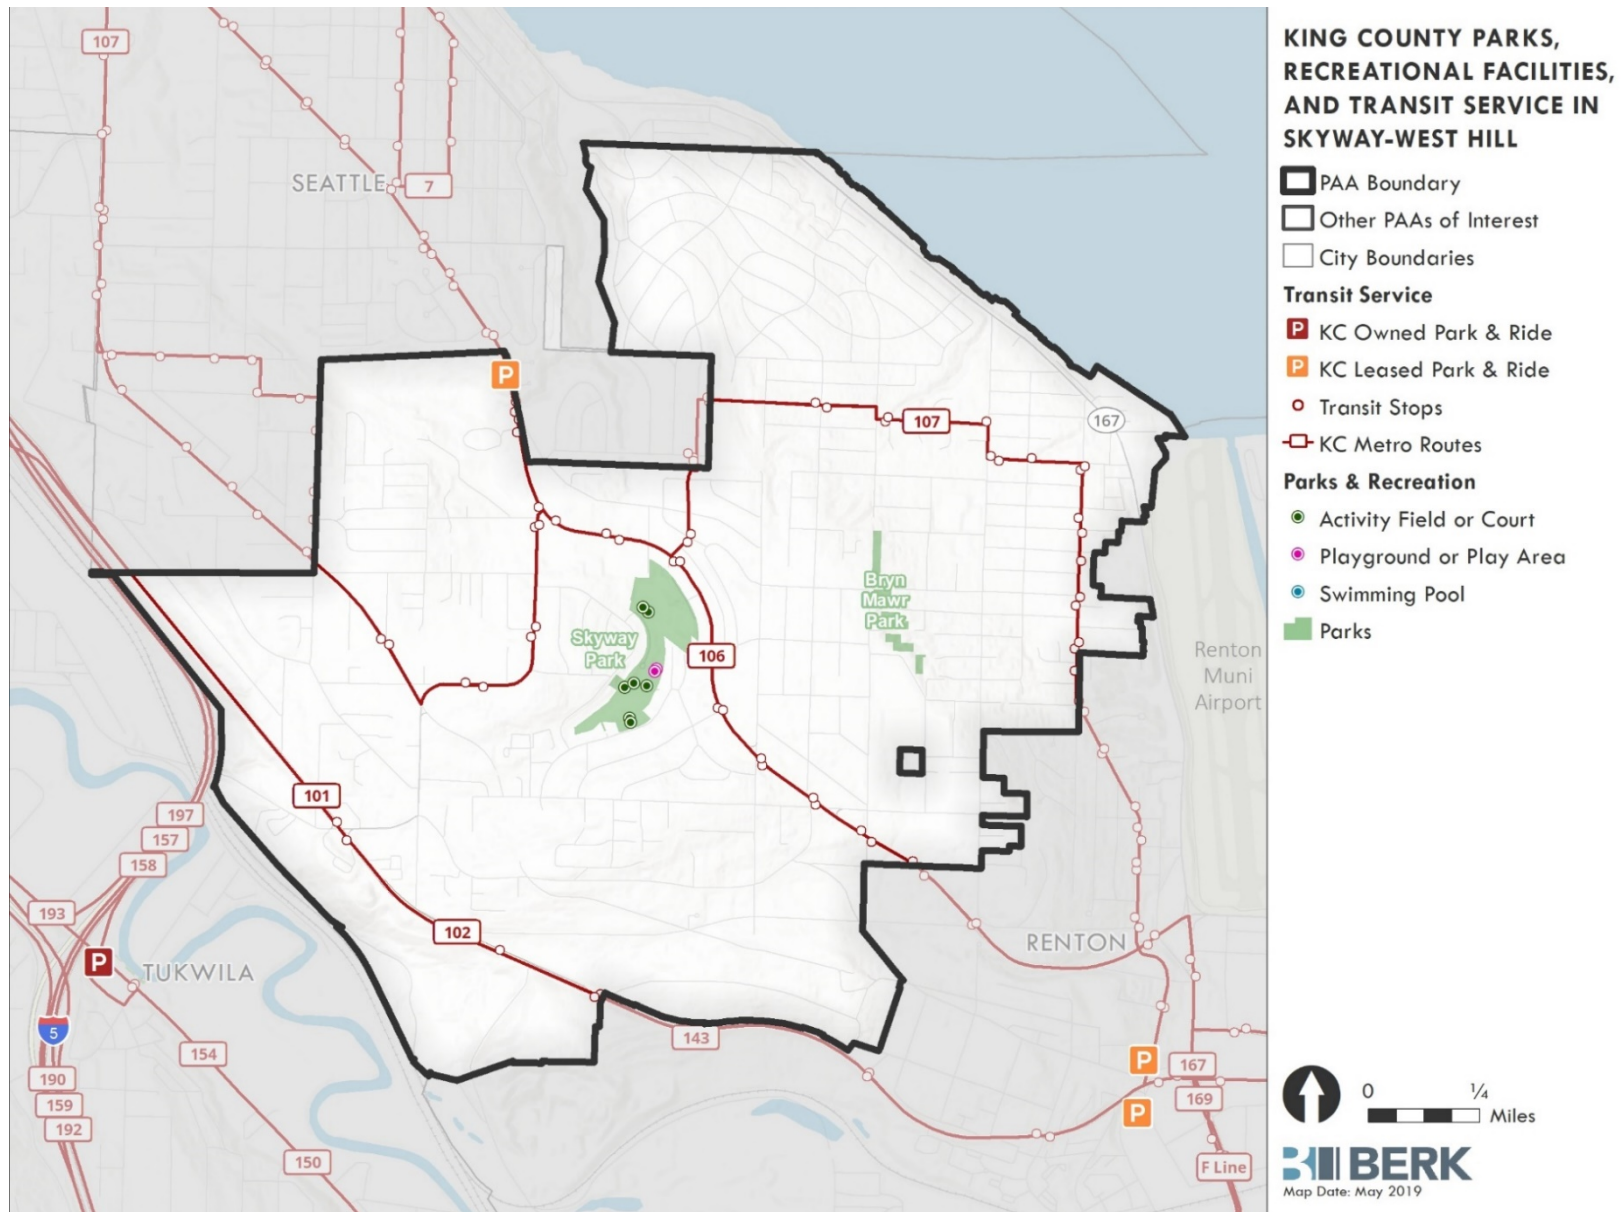 KING COUNTY PARKS,
RECREATIONAL FACILITIES,
AND TRANSIT SERVICE IN
SKYWAY-WEST HILL
PAA Boundary
Other PAAs of Interest
City Boundaries
Transit Service
P KC Owned Park & Ride
P KC Leased Park & Ride
Transit Stops
KC Metro Routes
Parks & Recreation
Activity Field or Court
Playground or Play Area
Swimming Pool
Parks
107
SEATTLE
7
P
107
167
Bryn
Mawr
Park
Skyway
Park
106
Renton
Muni
Airport
101
197
157
158
193
102
RENTON
P
TUKWILA
5
143
154
P
167
190
169
159
P
192
150
F Line
0 ¼
Miles
BERK
Map Date: May 2019